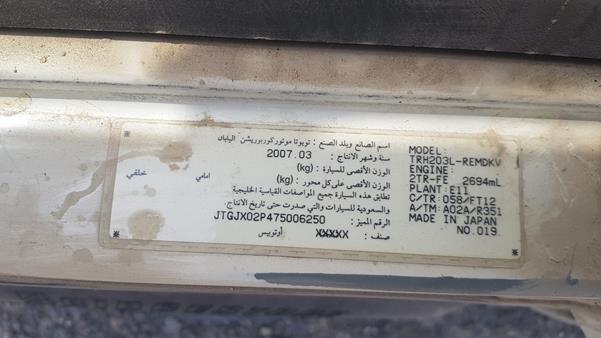 اسم الصانع وبلد الصنع : تويوتا موتور كوربوريشن اليابان
سنة وشهر الانتاج : 2007.03
الوزن الأقصى للسيارة : (kg)
الوزن الأقصى على كل محور : (kg) امامي خلفي
تطابق هذه السيارة جميع المواصفات القياسية الخليجية
والسعودية للسيارات والتي صدرت حتى تاريخ الانتاج.
الرقم المميز : JTGJX02P475006250
صنف : XXXXX أوتوبيس
MODEL:
TRH203L-REMDKV
ENGINE:
2TR-FE 2694mL
PLANT: E11
C/TR: 058/FT12
A/TM: A02A/R351
MADE IN JAPAN
NO.019